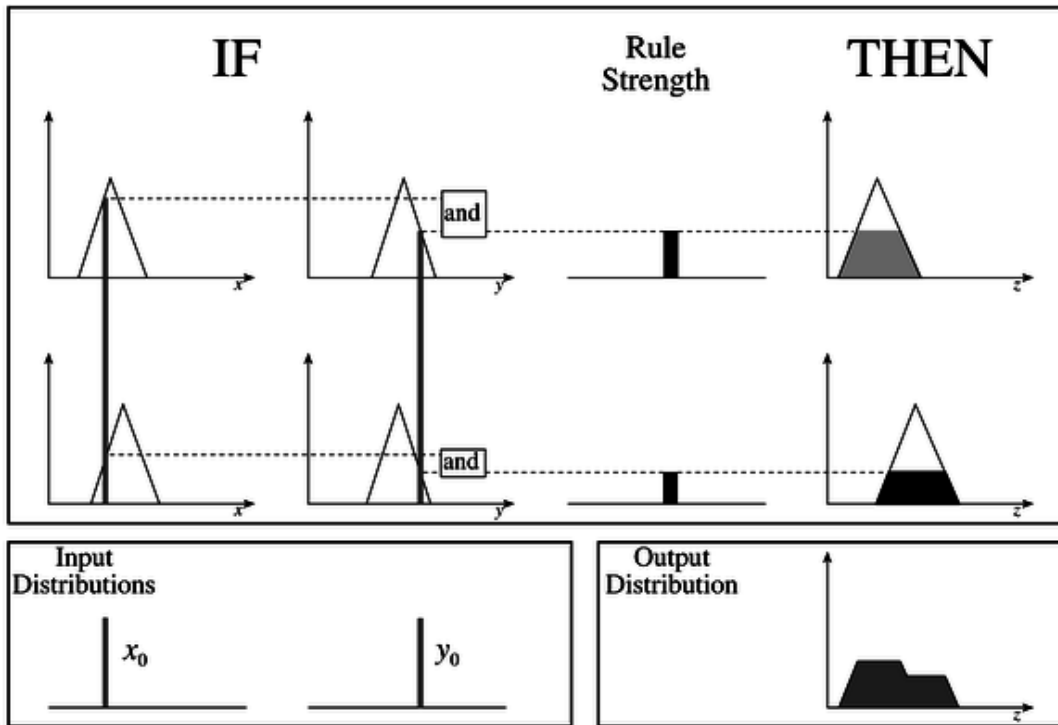 IF
Rule
Strength
THEN
and
x
y
z
and
x
y
z
Input
Distributions
x₀
y₀
Output
Distribution
z